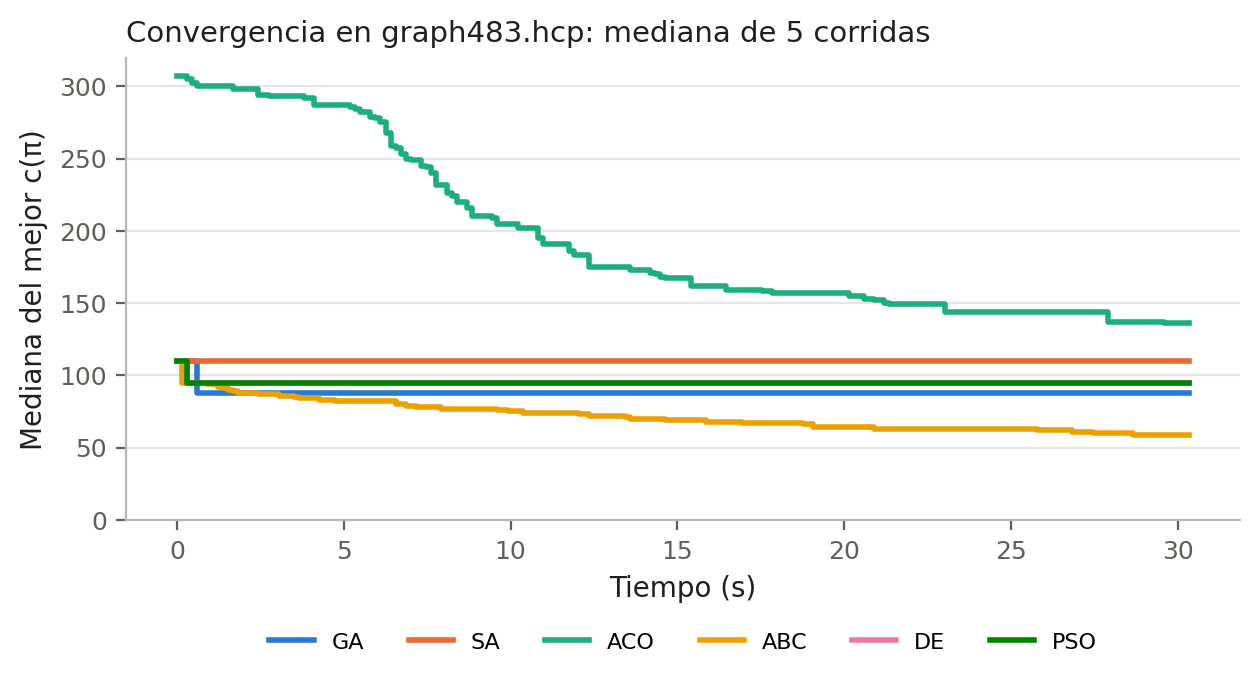 Convergencia en graph483.hcp: mediana de 5 corridas
Mediana del mejor c(π)
300
250
200
150
100
50
0
0 5 10 15 20 25 30
Tiempo (s)
GA SA ACO ABC DE PSO